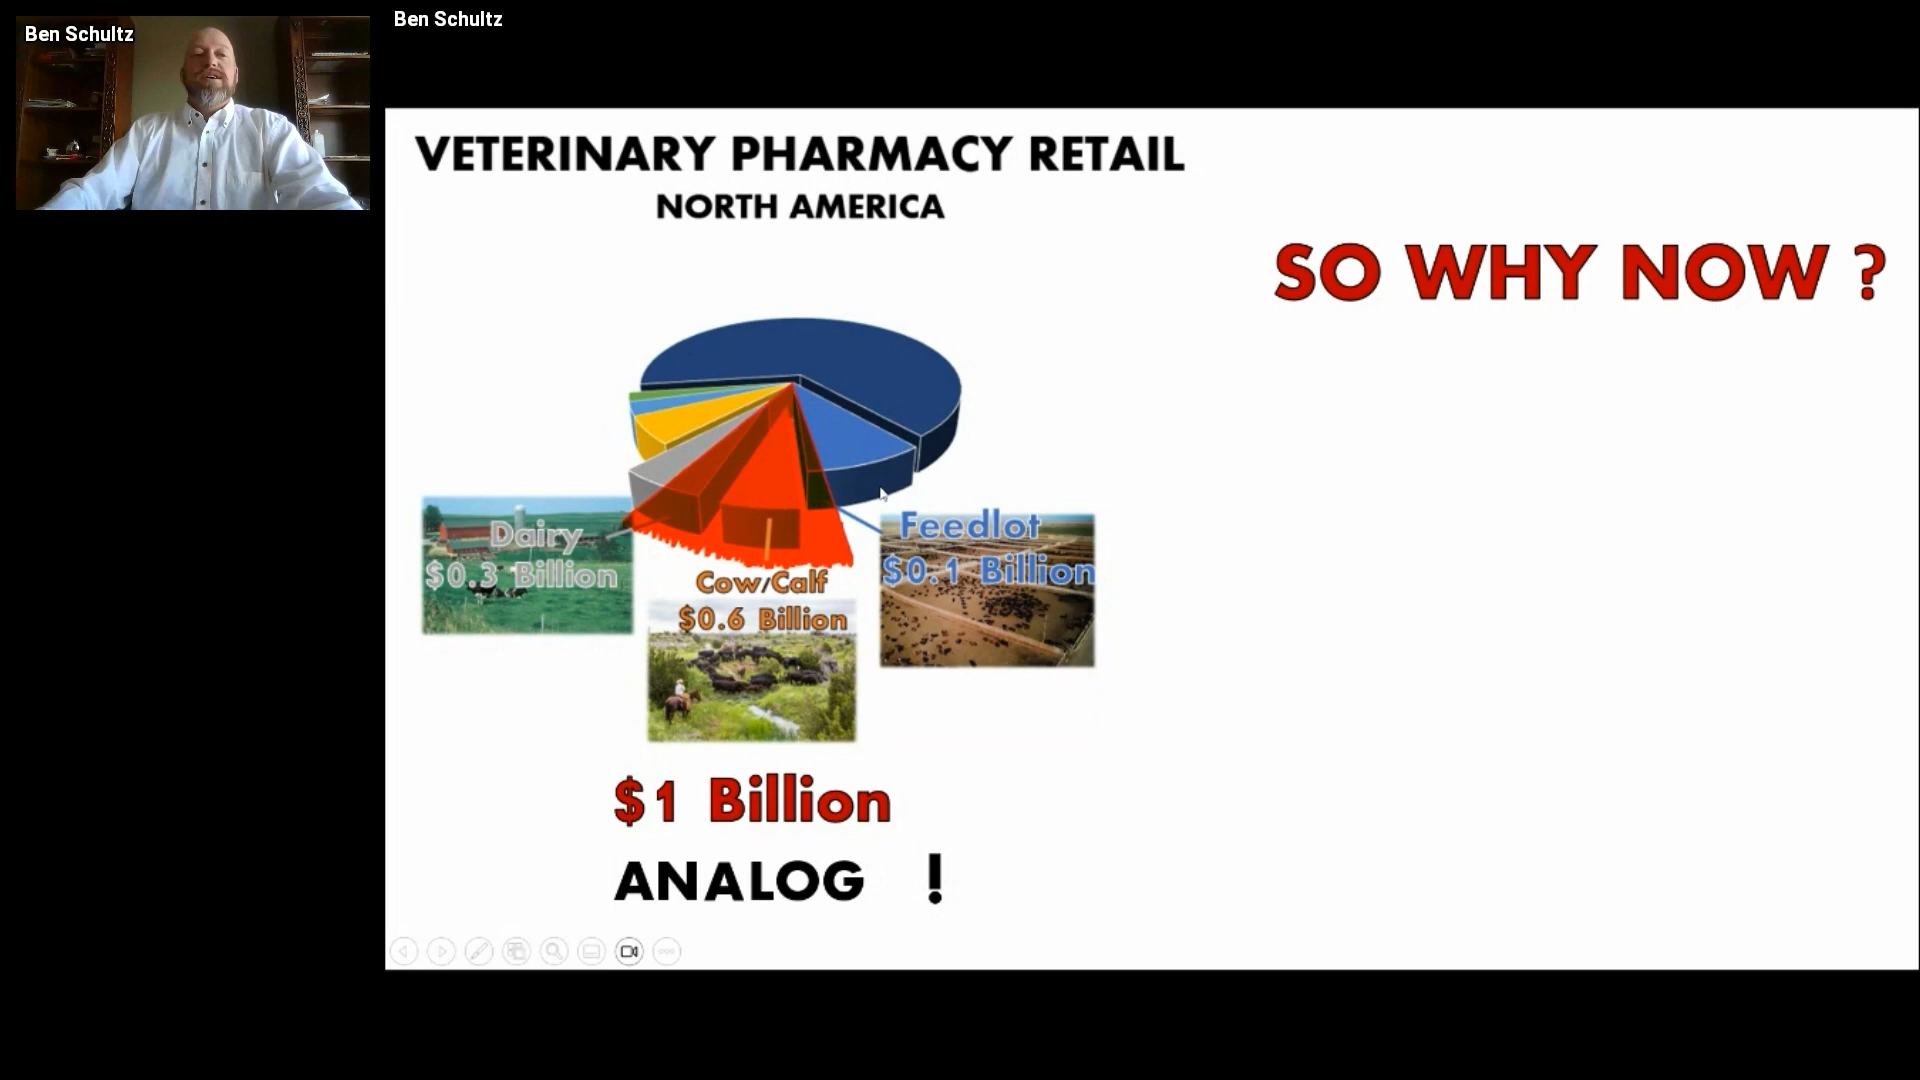 Ben Schultz
Ben Schultz
VETERINARY PHARMACY RETAIL
NORTH AMERICA
SO WHY NOW ?
Dairy
$0.3 Billion
Cow/Calf
$0.6 Billion
Feedlot
$0.1 Billion
$1 Billion
ANALOG !